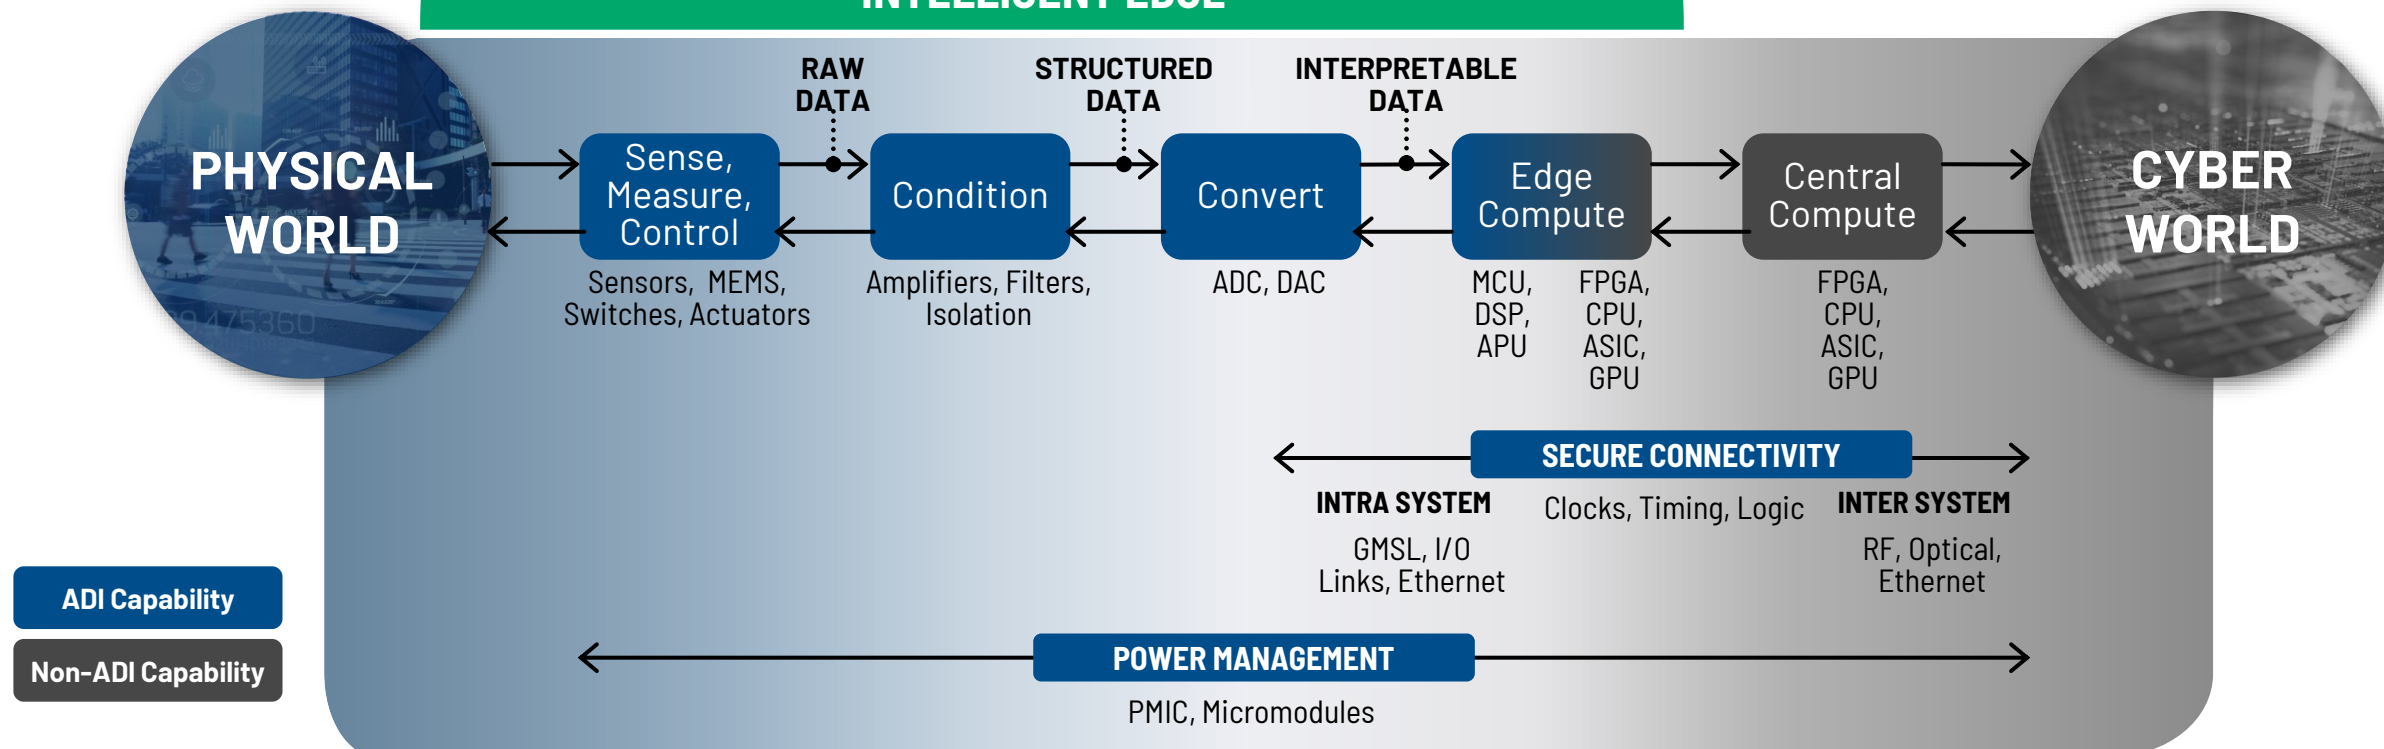 INTELLIGENT EDGE
RAW
DATA
STRUCTURED
DATA
INTERPRETABLE
DATA
PHYSICAL
WORLD
Sense,
Measure,
Control
Condition
Convert
Edge
Compute
Central
Compute
CYBER
WORLD
Sensors, MEMS,
Switches, Actuators
Amplifiers, Filters,
Isolation
ADC, DAC
MCU,
DSP,
APU
FPGA,
CPU,
ASIC,
GPU
FPGA,
CPU,
ASIC,
GPU
475360
SECURE CONNECTIVITY
INTRA SYSTEM
Clocks, Timing, Logic
INTER SYSTEM
GMSL, I/O
Links, Ethernet
RF, Optical,
Ethernet
ADI Capability
Non-ADI Capability
POWER MANAGEMENT
PMIC, Micromodules